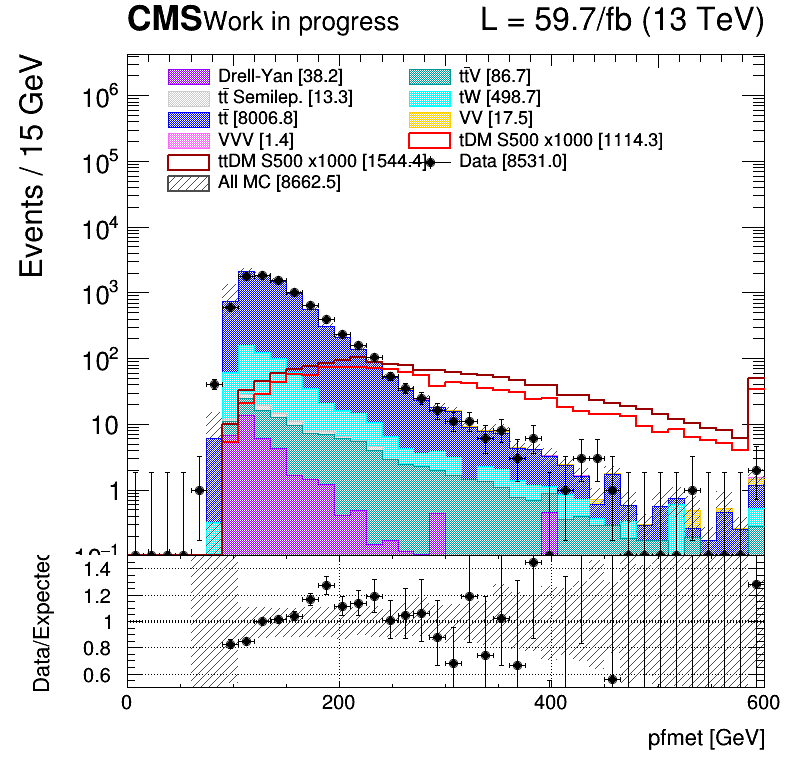 CMS Work in progress L = 59.7/fb (13 TeV)
Events / 15 GeV
Drell-Yan [38.2] tt̄V [86.7]
tt̄ Semilep. [13.3] tW [498.7]
tt̄ [8006.8] VV [17.5]
VVV [1.4] tDM S500 x1000 [1114.3]
ttDM S500 x1000 [1544.4] Data [8531.0]
All MC [8662.5]
10⁶
10⁵
10⁴
10³
10²
10
1
10⁻¹
Data/Expected
1.4
1.2
1
0.8
0.6
0 200 400 600
pfmet [GeV]